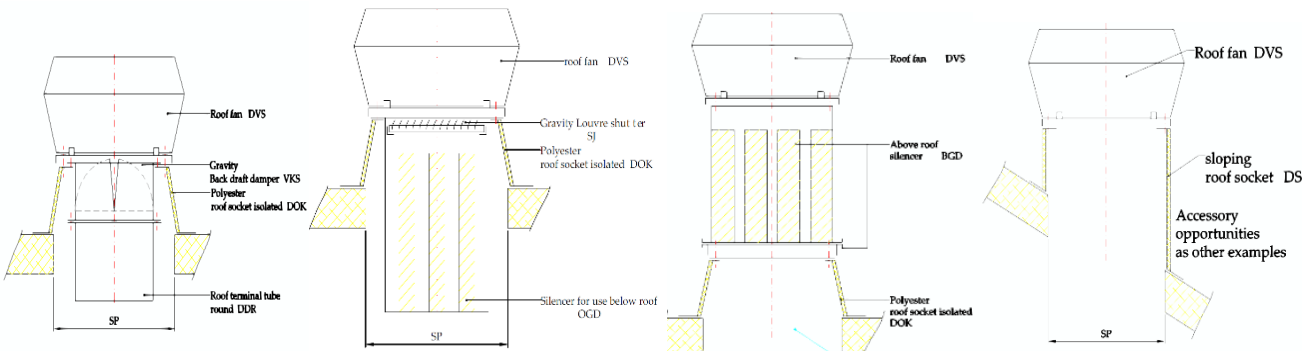 Roof fan DVS
Gravity
Back draft damper VKS
Polyester
roof socket isolated DOK
Roof terminal tube
round DDR
SP
roof fan DVS
Gravity Louvre shutter
SJ
Polyester
roof socket isolated DOK
Silencer for use below roof
OGD
SP
Roof fan DVS
Above roof
silencer BGD
Polyester
roof socket isolated
DOK
Roof fan DVS
sloping
roof socket DS
Accessory
opportunities
as other examples
SP